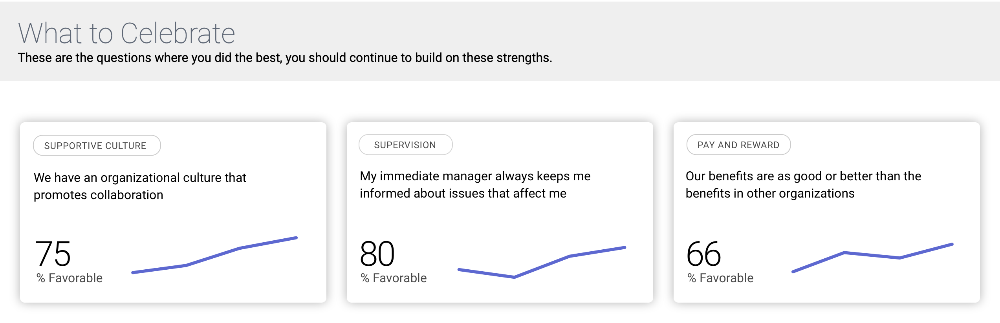 What to Celebrate
These are the questions where you did the best, you should continue to build on these strengths.
SUPPORTIVE CULTURE
We have an organizational culture that
promotes collaboration
75
% Favorable
SUPERVISION
My immediate manager always keeps me
informed about issues that affect me
80
% Favorable
PAY AND REWARD
Our benefits are as good or better than the
benefits in other organizations
66
% Favorable